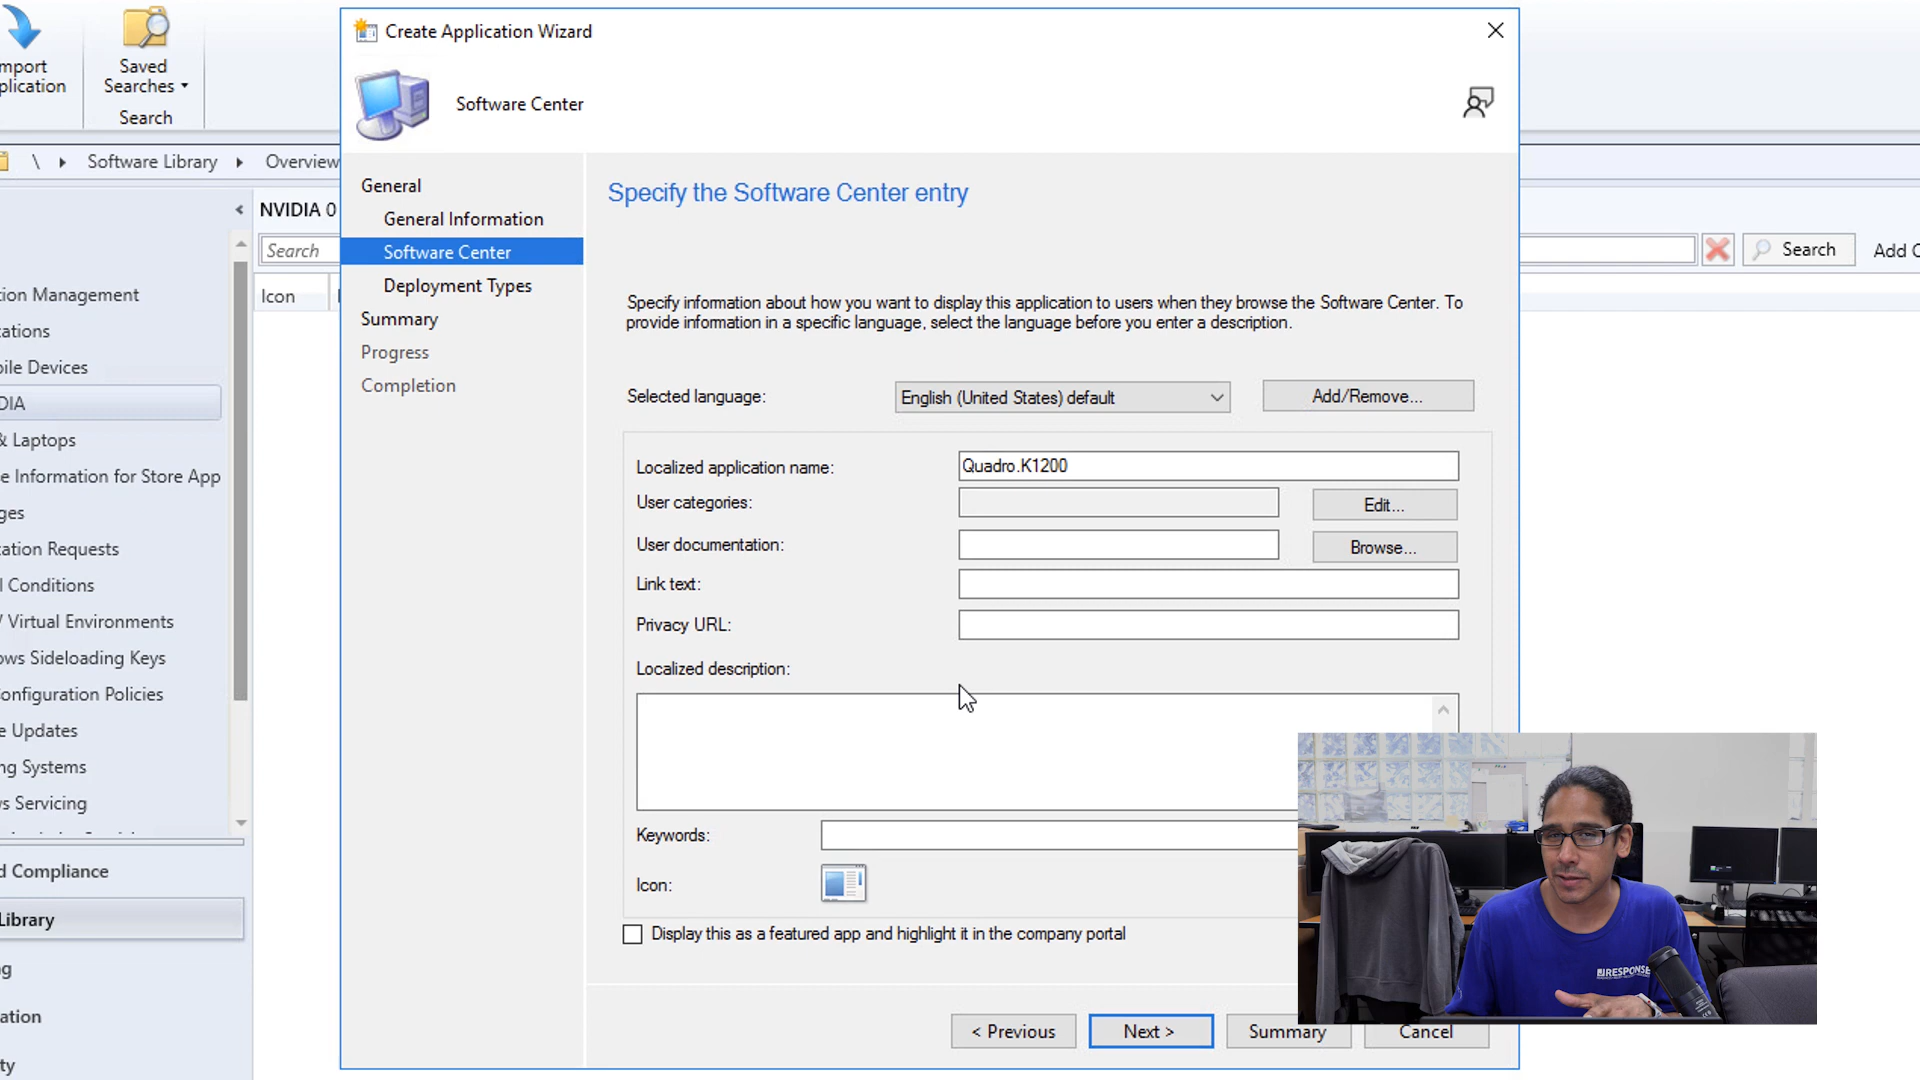 Create Application Wizard
mport
plication
Saved
Searches
Search
Software Center
\ Software Library Overview
NVIDIA 0
Search
Icon
Search
Add C
General
General Information
Software Center
Deployment Types
Summary
Progress
Completion
tion Management
ations
ile Devices
DIA
& Laptops
e Information for Store App
ges
ation Requests
l Conditions
/ Virtual Environments
ows Sideloading Keys
onfiguration Policies
e Updates
ng Systems
s Servicing
d Compliance
Library
g
ation
ty
Specify the Software Center entry
Specify information about how you want to display this application to users when they browse the Software Center. To
provide information in a specific language, select the language before you enter a description.
Selected language:
English (United States) default
Add/Remove...
Localized application name:
Quadro.K1200
User categories:
Edit...
User documentation:
Browse...
Link text:
Privacy URL:
Localized description:
Keywords:
Icon:
Display this as a featured app and highlight it in the company portal
< Previous
Next >
Summary
Cancel
RESPONSE